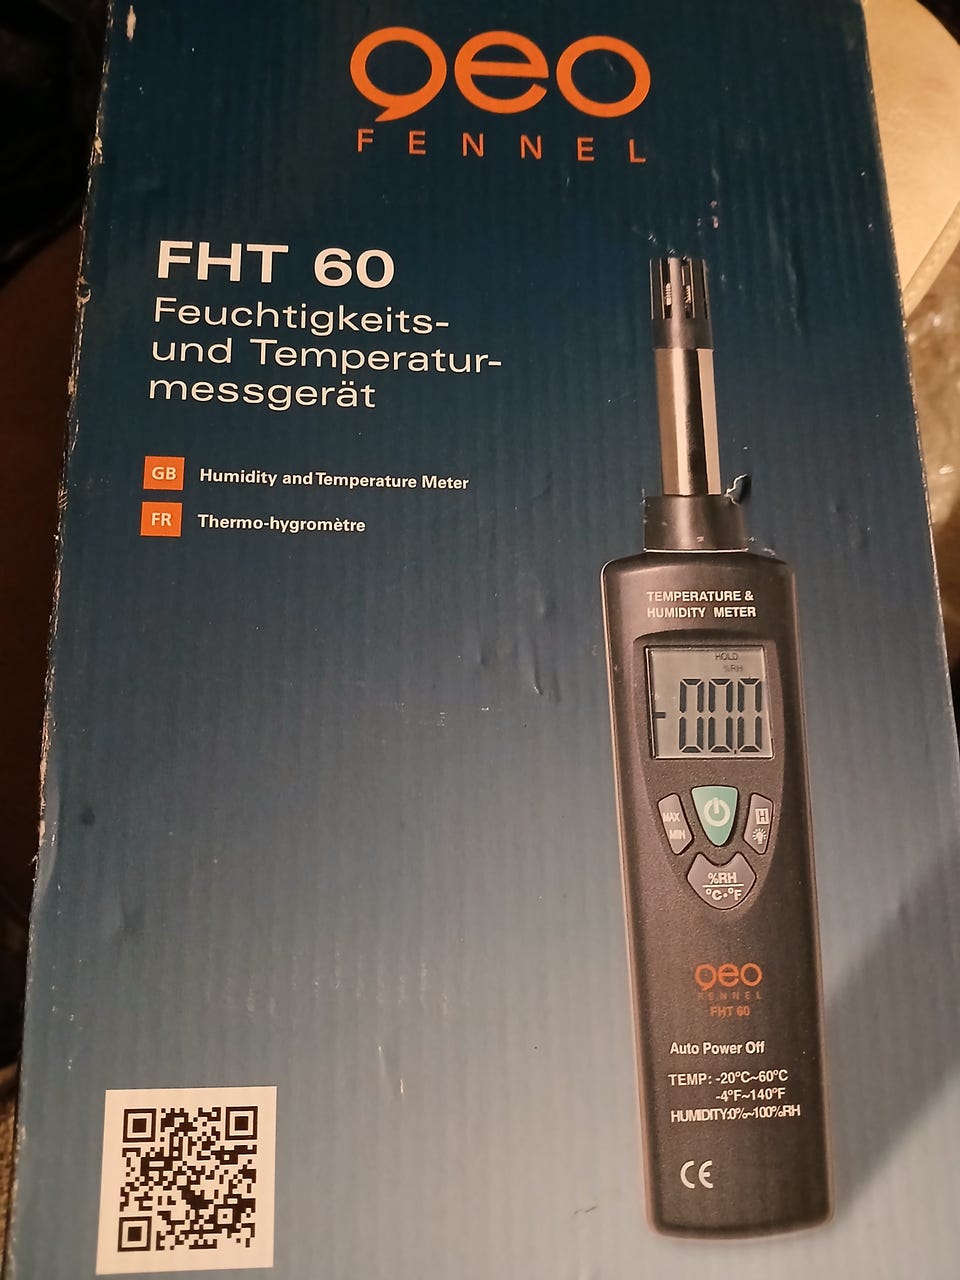 geo
FENNEL
FHT 60
Feuchtigkeits-
und Temperatur-
messgerät
GB Humidity and Temperature Meter
FR Thermo-hygromètre
TEMPERATURE &
HUMIDITY METER
HOLD
%RH
-000
MAX
MIN
H
%RH
°C•°F
geo
FENNEL
FHT 60
Auto Power Off
TEMP: -20°C~60°C
-4°F~140°F
HUMIDITY:0%~100%RH
CE